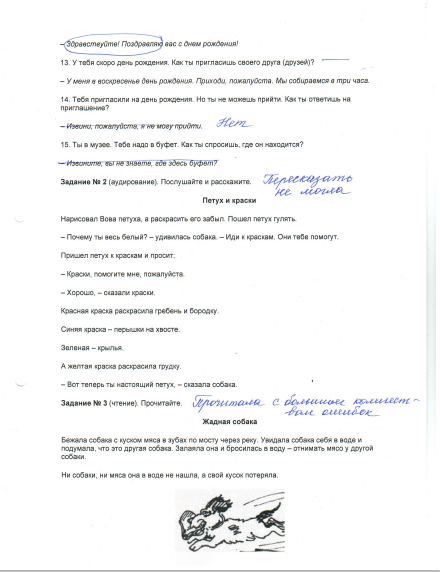 – Здравствуйте! Поздравляю вас с днем рождения!
13. У тебя скоро день рождения. Как ты пригласишь своего друга (друзей)?
– У меня в воскресенье день рождения. Приходи, пожалуйста. Мы собираемся в три часа.
14. Тебя пригласили на день рождения. Но ты не можешь прийти. Как ты ответишь на
приглашение?
– Извини, пожалуйста, я не могу прийти. Нет
15. Ты в музее. Тебе надо в буфет. Как ты спросишь, где он находится?
– Извините, вы не знаете, где здесь буфет?
Задание № 2 (аудирование). Послушайте и расскажите. Пересказать
не могла
Петух и краски
Нарисовал Вова петуха, а раскрасить его забыл. Пошел петух гулять.
– Почему ты весь белый? – удивилась собака. – Иди к краскам. Они тебе помогут.
Пришел петух к краскам и просит:
– Краски, помогите мне, пожалуйста.
– Хорошо, – сказали краски.
Красная краска раскрасила гребень и бородку.
Синяя краска – перышки на хвосте.
Зеленая – крылья.
А желтая краска раскрасила грудку.
– Вот теперь ты настоящий петух, – сказала собака.
Задание № 3 (чтение). Прочитайте. Прочитала с большим количест-
вом ошибок
Жадная собака
Бежала собака с куском мяса в зубах по мосту через реку. Увидала собака себя в воде и
подумала, что это другая собака. Залаяла она и бросилась в воду – отнимать мясо у другой
собаки.
Ни собаки, ни мяса она в воде не нашла, а свой кусок потеряла.